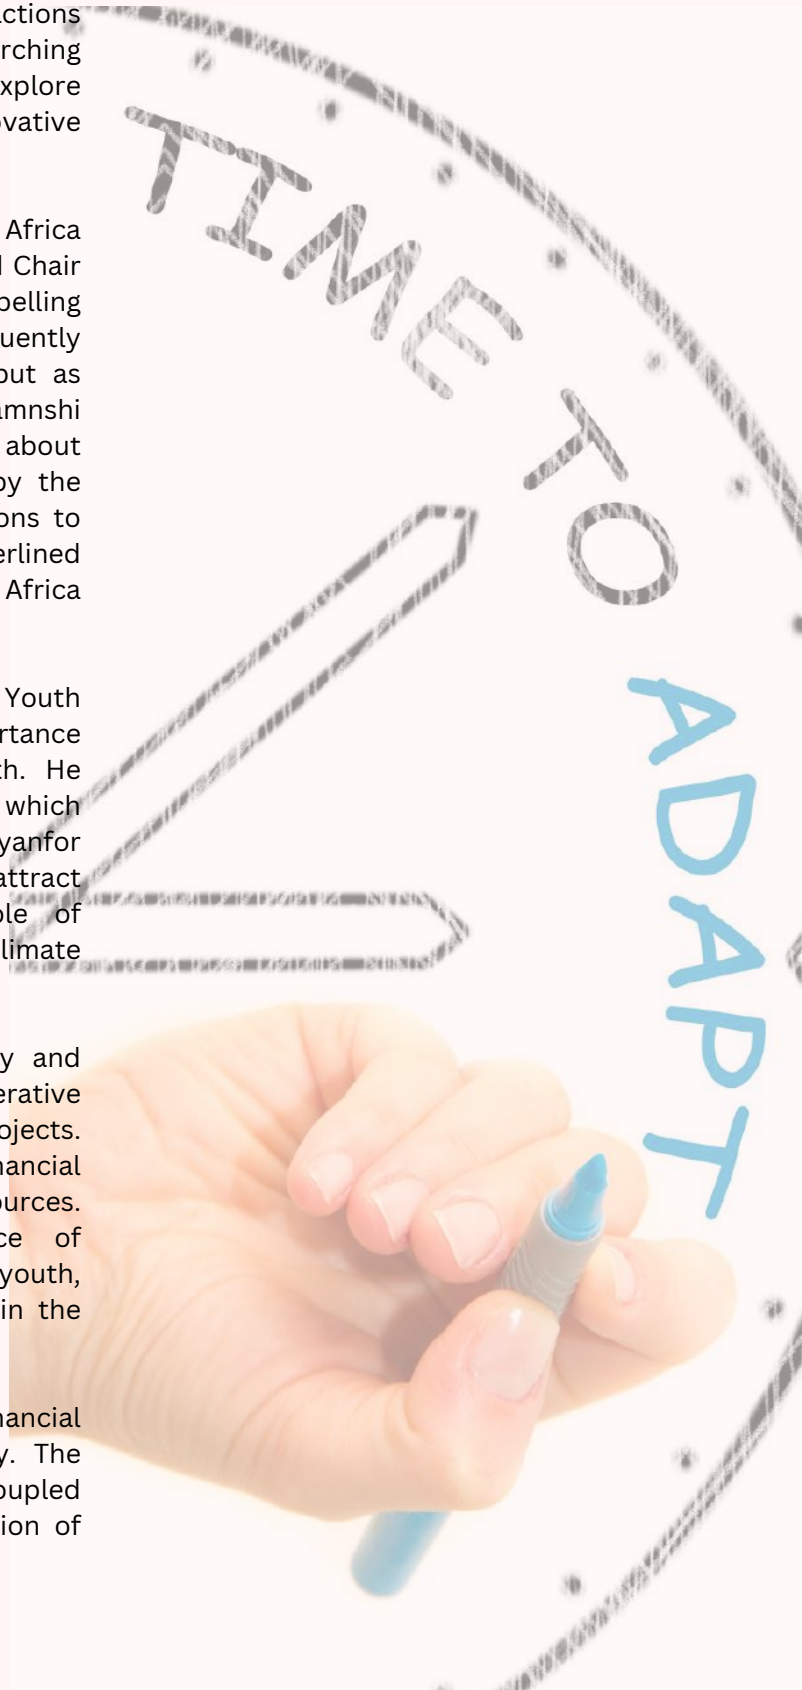 ctions
rching
xplore
ovative
Africa
Chair
pelling
uently
as
amnshi
about
by the
ons to
erlined
Africa
Youth
rtance
th. He
which
yanfor
attract
ole of
limate
y and
erative
ojects.
nancial
ources.
ce of
youth,
in the
nancial
y. The
oupled
ion of
TIME TO
ADAPT